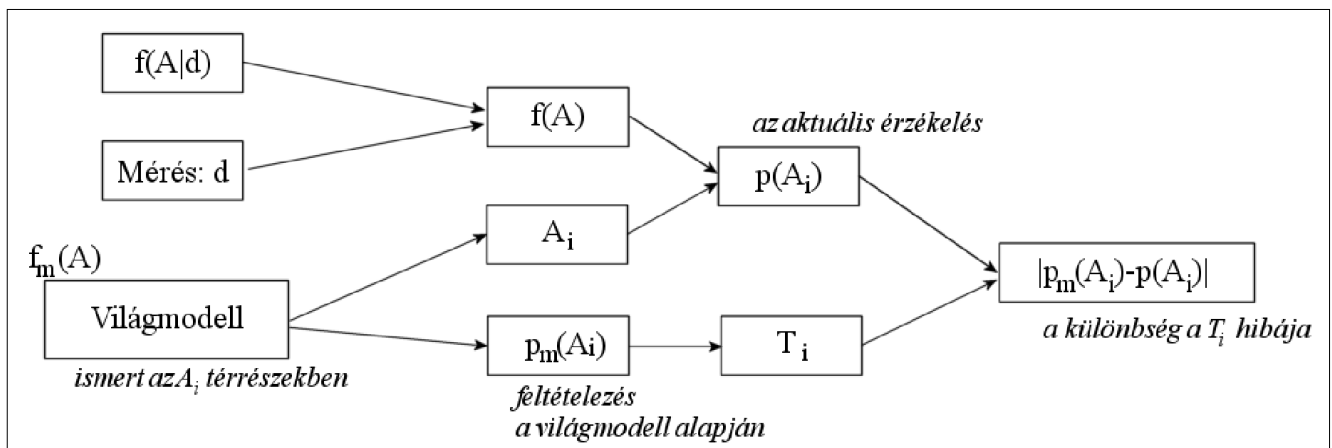 f(A|d)
Mérés: d
f(A)
az aktuális érzékelés
p(Aᵢ)
Aᵢ
fₘ(A)
Világmodell
ismert az Aᵢ térrészekben
pₘ(Aᵢ)
feltételezés
a világmodell alapján
Tᵢ
|pₘ(Aᵢ)-p(Aᵢ)|
a különbség a Tᵢ hibája